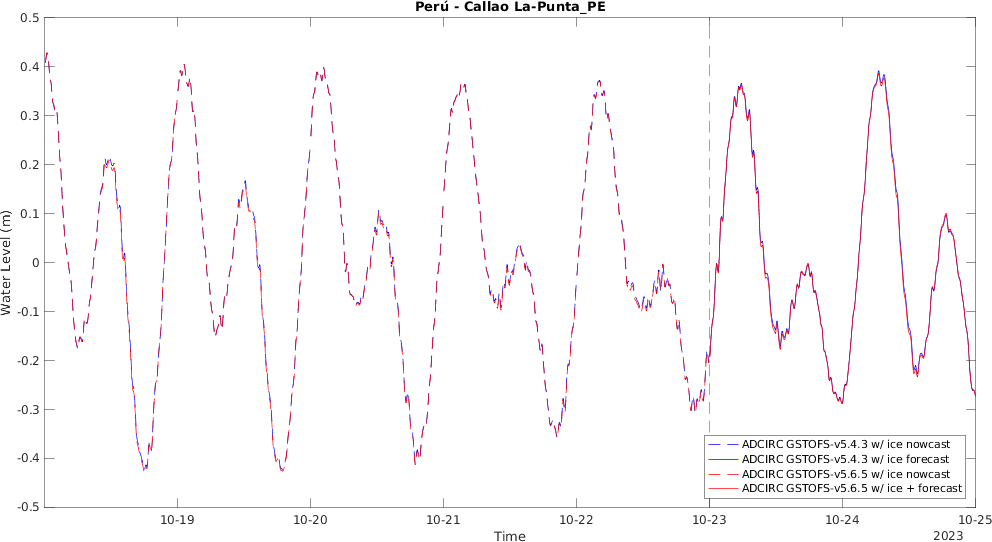 Perú - Callao La-Punta_PE
0.5
0.4
0.3
0.2
0.1
0
-0.1
-0.2
-0.3
-0.4
-0.5
Water Level (m)
ADCIRC GSTOFS-v5.4.3 w/ ice nowcast
ADCIRC GSTOFS-v5.4.3 w/ ice forecast
ADCIRC GSTOFS-v5.6.5 w/ ice nowcast
ADCIRC GSTOFS-v5.6.5 w/ ice + forecast
10-19 10-20 10-21 10-22 10-23 10-24 10-25
Time
2023